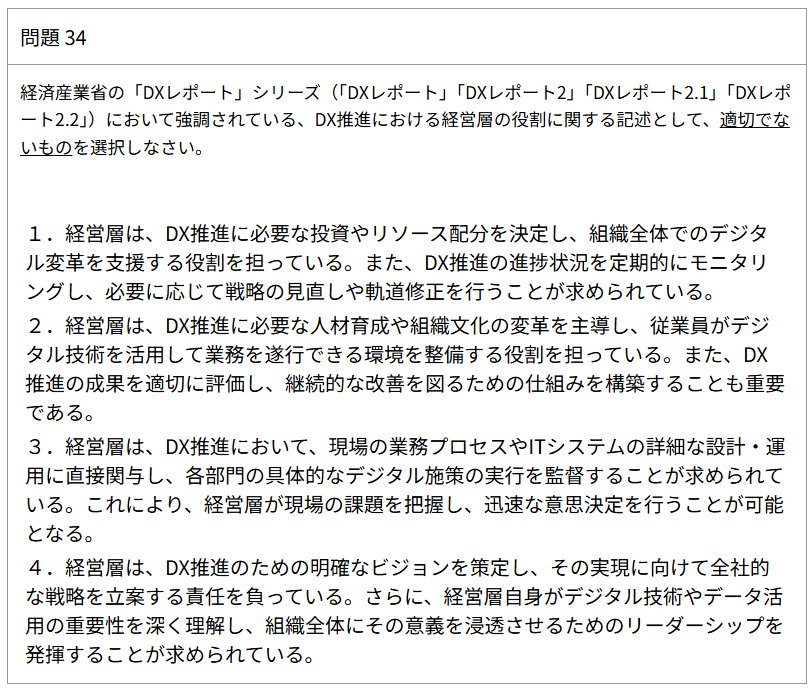 問題 34
経済産業省の「DXレポート」シリーズ（「DXレポート」「DXレポート2」「DXレポート2.1」「DXレポ
ート2.2」）において強調されている、DX推進における経営層の役割に関する記述として、適切でな
いものを選択しなさい。
１．経営層は、DX推進に必要な投資やリソース配分を決定し、組織全体でのデジタ
ル変革を支援する役割を担っている。また、DX推進の進捗状況を定期的にモニタリ
ングし、必要に応じて戦略の見直しや軌道修正を行うことが求められている。
２．経営層は、DX推進に必要な人材育成や組織文化の変革を主導し、従業員がデジ
タル技術を活用して業務を遂行できる環境を整備する役割を担っている。また、DX
推進の成果を適切に評価し、継続的な改善を図るための仕組みを構築することも重要
である。
３．経営層は、DX推進において、現場の業務プロセスやITシステムの詳細な設計・運
用に直接関与し、各部門の具体的なデジタル施策の実行を監督することが求められて
いる。これにより、経営層が現場の課題を把握し、迅速な意思決定を行うことが可能
となる。
４．経営層は、DX推進のための明確なビジョンを策定し、その実現に向けて全社的
な戦略を立案する責任を負っている。さらに、経営層自身がデジタル技術やデータ活
用の重要性を深く理解し、組織全体にその意義を浸透させるためのリーダーシップを
発揮することが求められている。